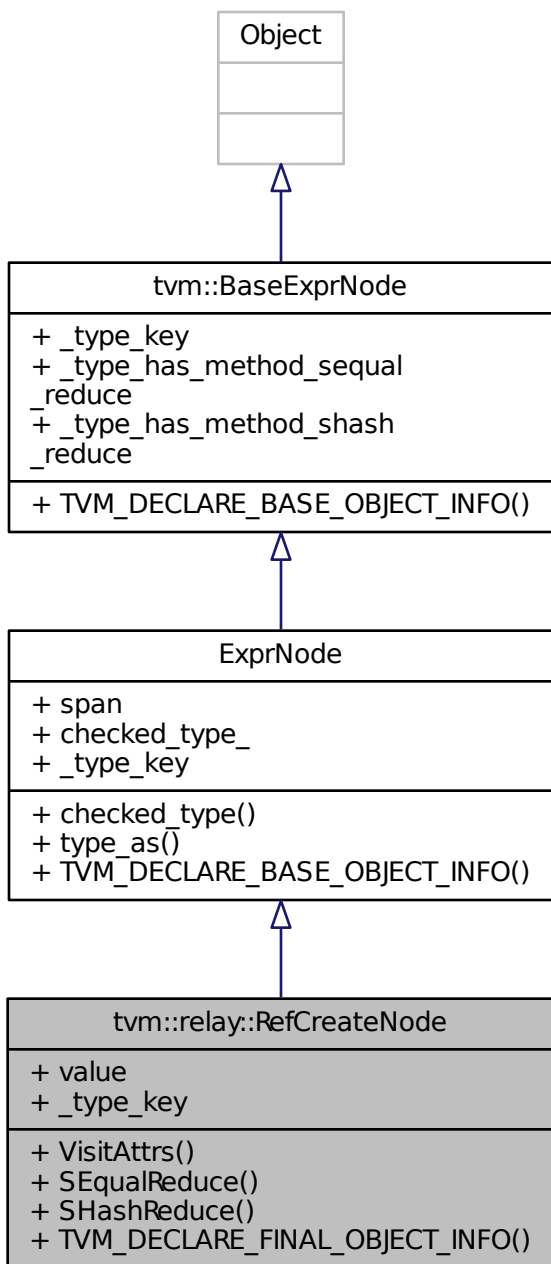 Object
tvm::BaseExprNode
+ _type_key
+ _type_has_method_sequal
_reduce
+ _type_has_method_shash
_reduce
+ TVM_DECLARE_BASE_OBJECT_INFO()
ExprNode
+ span
+ checked_type_
+ _type_key
+ checked_type()
+ type_as()
+ TVM_DECLARE_BASE_OBJECT_INFO()
tvm::relay::RefCreateNode
+ value
+ _type_key
+ VisitAttrs()
+ SEqualReduce()
+ SHashReduce()
+ TVM_DECLARE_FINAL_OBJECT_INFO()